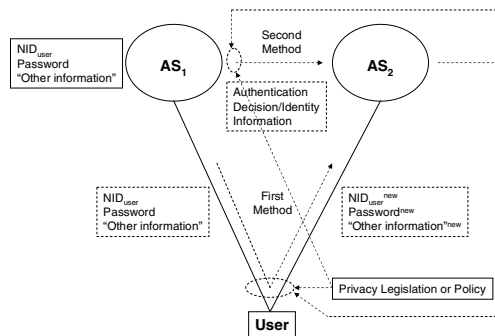 NIDuser
Password
“Other information”
AS1
Second
Method
AS2
Authentication
Decision/Identity
Information
NIDuser
Password
“Other information”
First
Method
NIDusernew
Passwordnew
“Other information”new
Privacy Legislation or Policy
User